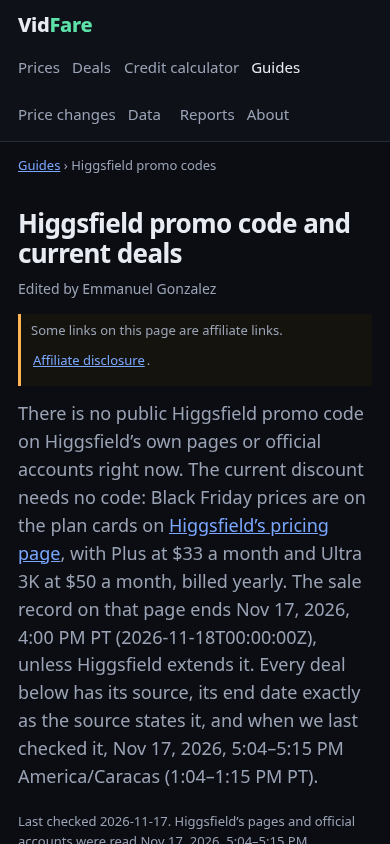 VidFare
Prices Deals Credit calculator Guides
Price changes Data Reports About
Guides › Higgsfield promo codes
Higgsfield promo code and
current deals
Edited by Emmanuel Gonzalez
Some links on this page are affiliate links.
Affiliate disclosure.
There is no public Higgsfield promo code
on Higgsfield’s own pages or official
accounts right now. The current discount
needs no code: Black Friday prices are on
the plan cards on Higgsfield’s pricing
page, with Plus at $33 a month and Ultra
3K at $50 a month, billed yearly. The sale
record on that page ends Nov 17, 2026,
4:00 PM PT (2026-11-18T00:00:00Z),
unless Higgsfield extends it. Every deal
below has its source, its end date exactly
as the source states it, and when we last
checked it, Nov 17, 2026, 5:04–5:15 PM
America/Caracas (1:04–1:15 PM PT).
Last checked 2026-11-17. Higgsfield’s pages and official
accounts were read Nov 17, 2026, 5:04–5:15 PM